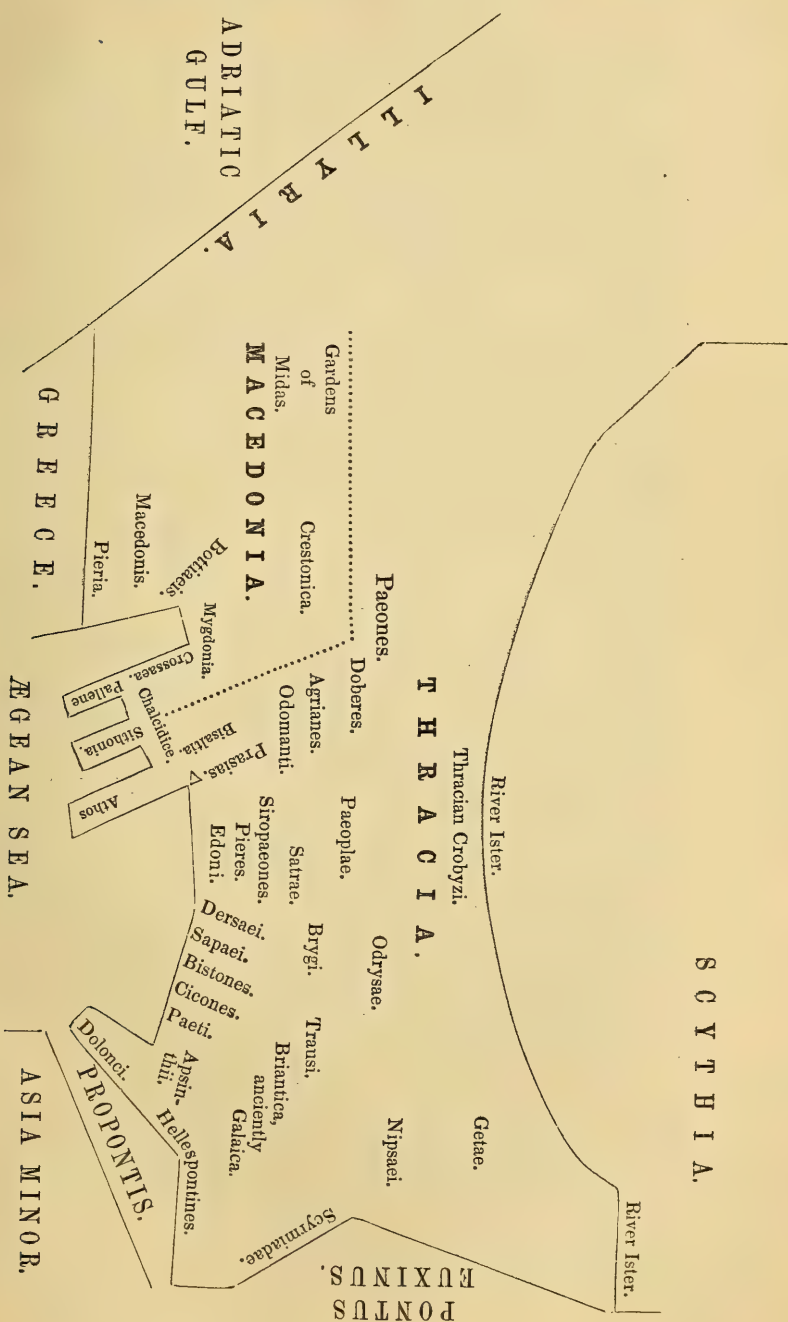 ADRIATIC
GULF.
ILLYRIA.
GREECE.
MACEDONIA.
Gardens
of
Midas.
Crestonica.
Macedonis.
Pieria.
Bottiaeis.
Mygdonia.
Crossaea.
Pallene
Sithonia.
Chalcidice.
Athos
Bisaltia.
Prasias.
ÆGEAN SEA.
Paeones.
Doberes.
Agrianes.
Odomanti.
THRACIA.
River Ister.
Thracian Crobyzi.
Paeoplae.
Siropaeones.
Pieres.
Edoni.
Satrae.
Dersaei.
Sapaei.
Bistones.
Cicones.
Paeti.
Brygi.
Odrysae.
Trausi.
Briantica,
anciently
Galaica.
Apsin-
thii.
Dolonci.
Hellespontines.
PROPONTIS.
ASIA MINOR.
Nipsaei.
Getae.
Scyrmiadae.
SCYTHIA.
River Ister.
PONTUS
EUXINUS.